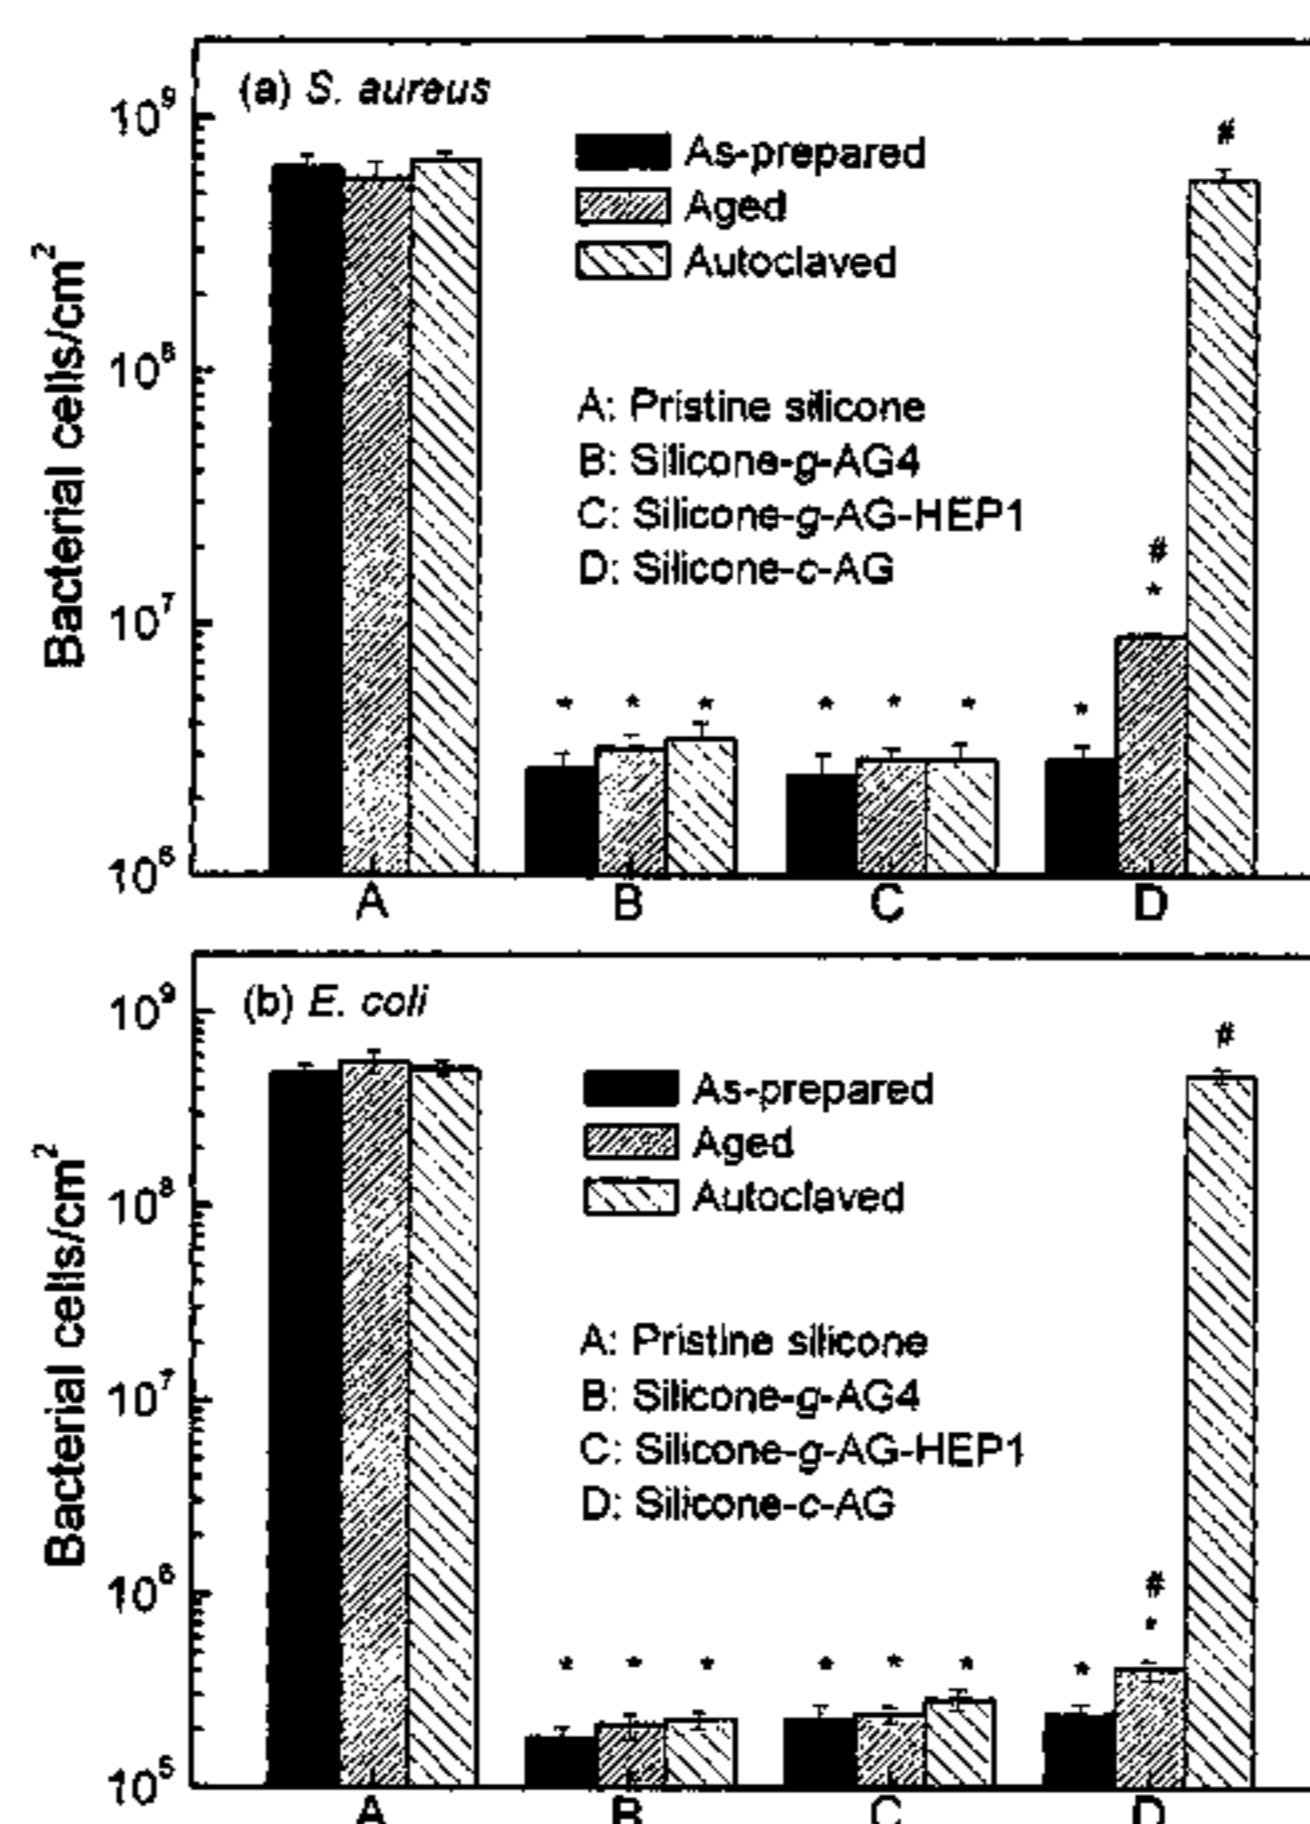 (a) S. aureus
As-prepared
Aged
Autoclaved
A: Pristine silicone
B: Silicone-g-AG4
C: Silicone-g-AG-HEP1
D: Silicone-c-AG
Bacterial cells/cm²
10⁹
10⁸
10⁷
10⁶
#
# *
* * * * * * *
A B C D
(b) E. coli
As-prepared
Aged
Autoclaved
A: Pristine silicone
B: Silicone-g-AG4
C: Silicone-g-AG-HEP1
D: Silicone-c-AG
Bacterial cells/cm²
10⁹
10⁸
10⁷
10⁶
10⁵
#
# *
* * * * * * *
A B C D